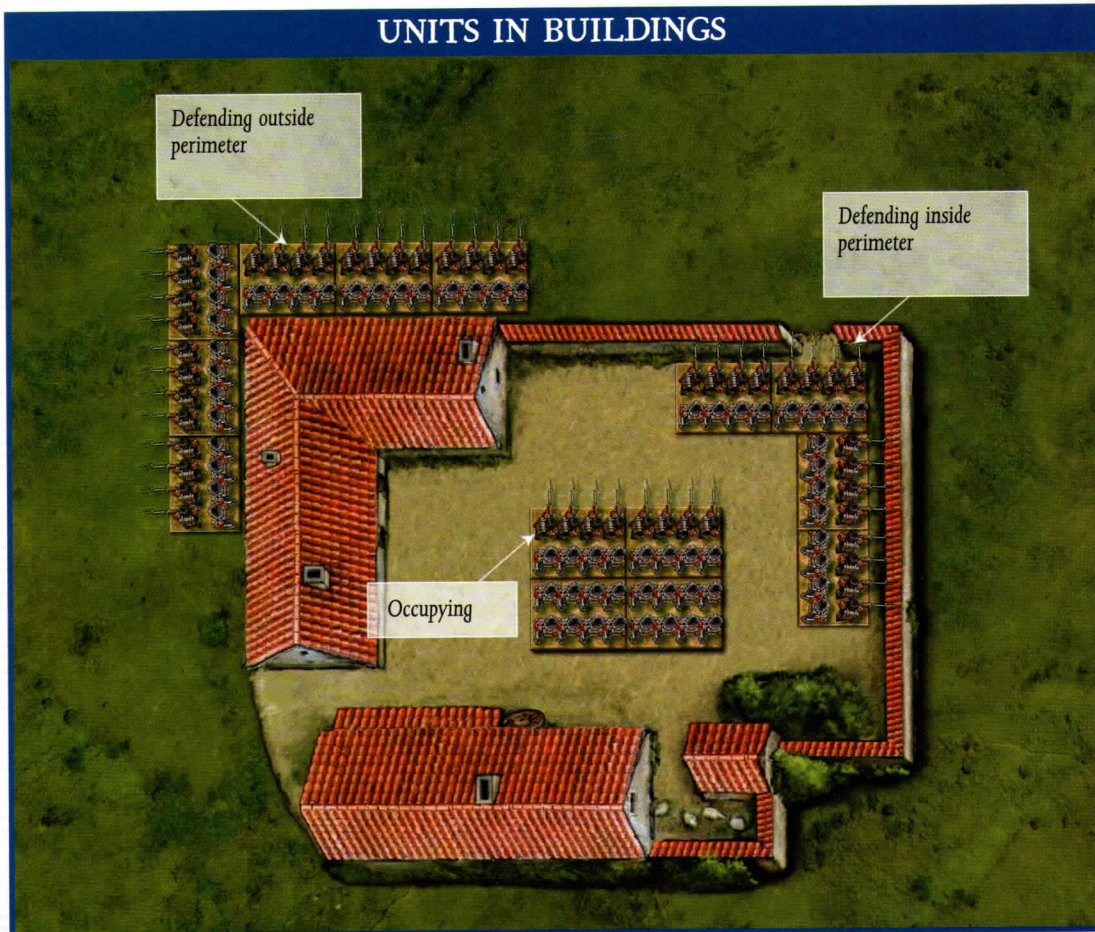 UNITS IN BUILDINGS
Defending outside
perimeter
Defending inside
perimeter
Occupying